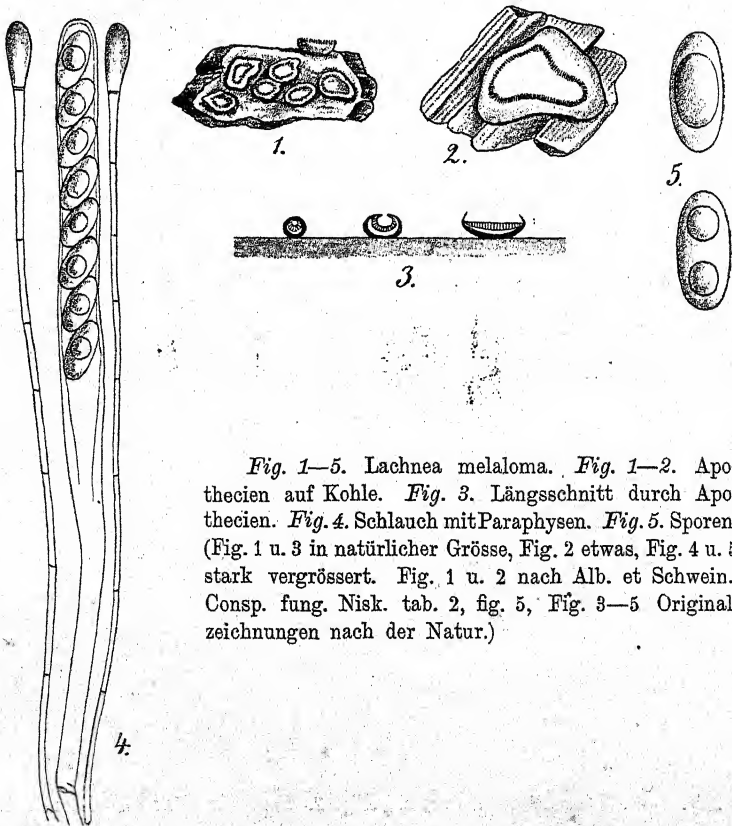 1.
2.
5.
3.
Fig. 1—5. Lachnea melaloma. Fig. 1—2. Apo
thecien auf Kohle. Fig. 3. Längsschnitt durch Apo
thecien. Fig. 4. Schlauch mit Paraphysen. Fig. 5. Sporen
(Fig. 1 u. 3 in natürlicher Grösse, Fig. 2 etwas, Fig. 4 u.
stark vergrössert. Fig. 1 u. 2 nach Alb. et Schwein.
Consp. fung. Nisk. tab. 2, fig. 5, Fig. 3—5 Original
zeichnungen nach der Natur.)
4.